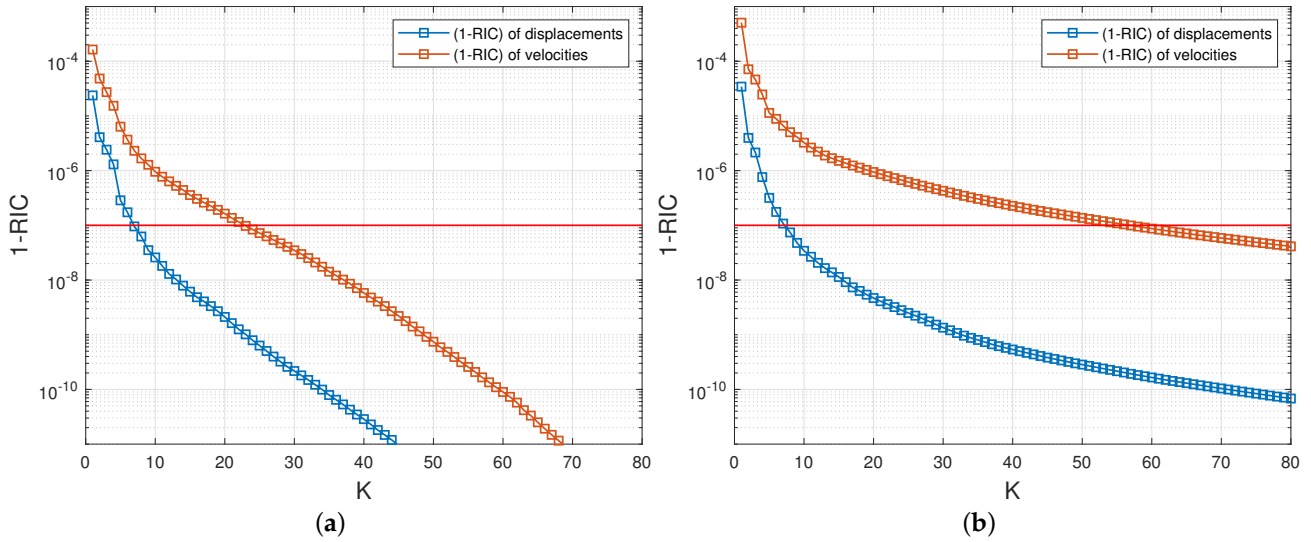 (1-RIC) of displacements
(1-RIC) of velocities
1-RIC
10^-4
10^-6
10^-8
10^-10
0 10 20 30 40 50 60 70 80
K
(a)
(1-RIC) of displacements
(1-RIC) of velocities
1-RIC
10^-4
10^-6
10^-8
10^-10
0 10 20 30 40 50 60 70 80
K
(b)